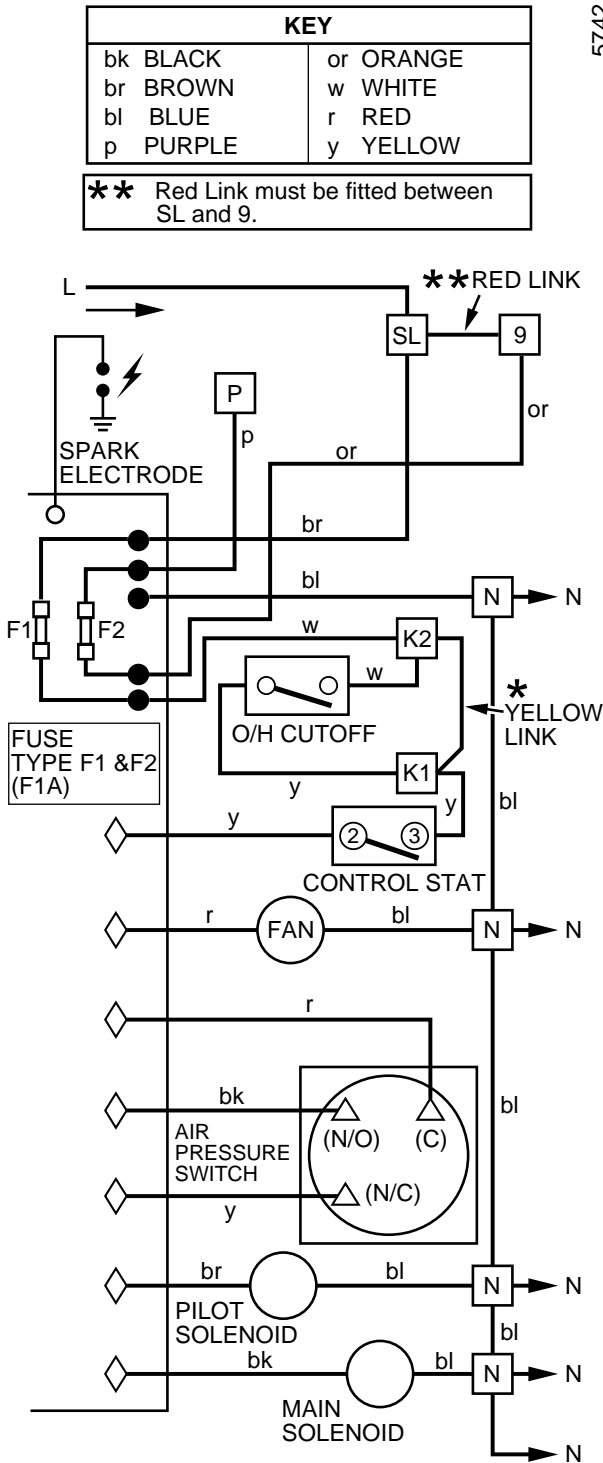 5742
KEY
bk BLACK
br BROWN
bl BLUE
p PURPLE
or ORANGE
w WHITE
r RED
y YELLOW
** Red Link must be fitted between
SL and 9.
L
** RED LINK
SL
9
P
or
p
SPARK
ELECTRODE
or
br
bl
N
N
F1
F2
w
K2
w
*
YELLOW
LINK
O/H CUTOFF
FUSE
TYPE F1 &F2
(F1A)
K1
y
y
bl
y
2
3
CONTROL STAT
r
FAN
bl
N
N
r
bk
bl
AIR
PRESSURE
SWITCH
(N/O)
(C)
(N/C)
y
br
bl
N
N
PILOT
SOLENOID
bl
bk
bl
N
N
MAIN
SOLENOID
N